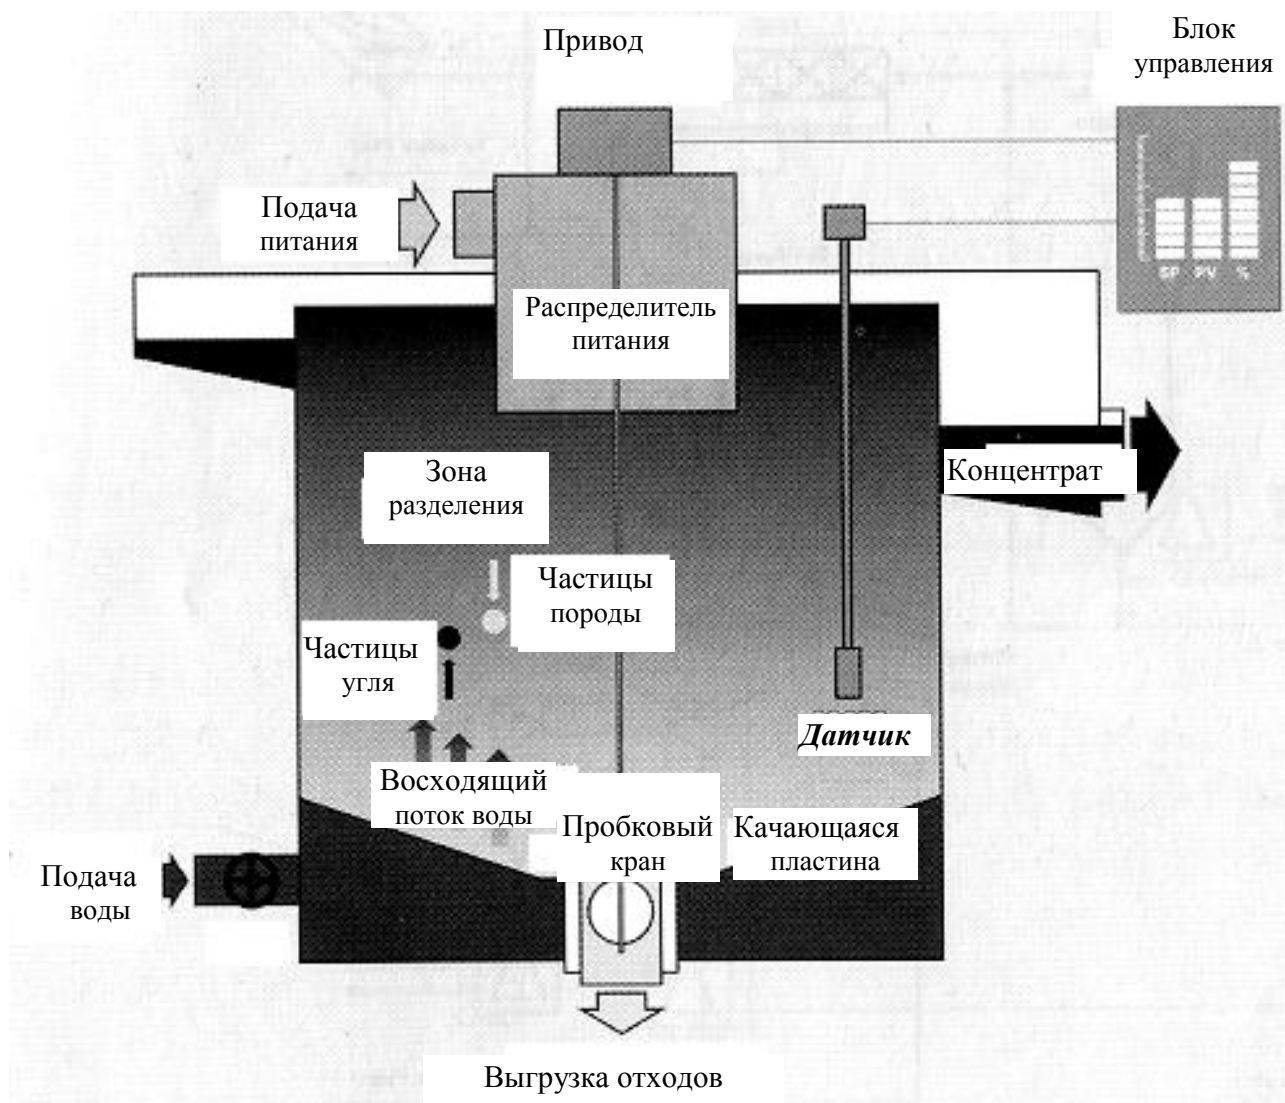 Привод
Блок
управления
Подача
питания
SP PV %
Распределитель
питания
Зона
разделения
Концентрат
Частицы
породы
Частицы
угля
Датчик
Восходящий
поток воды
Пробковый
кран
Качающаяся
пластина
Подача
воды
Выгрузка отходов